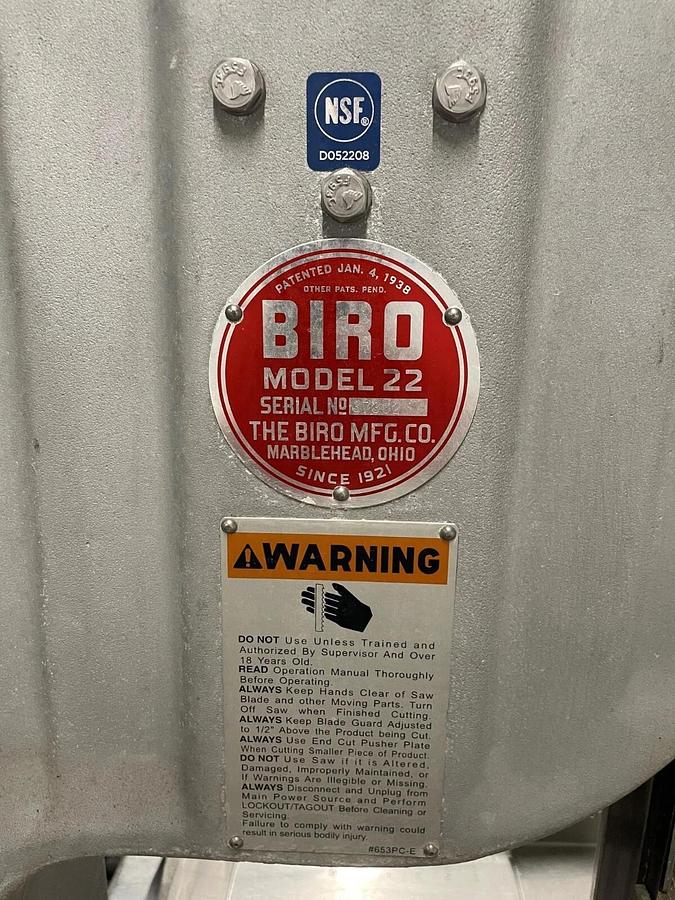 NSF®
D052208
PATENTED JAN. 4, 1938
OTHER PATS. PEND.
BIRO
MODEL 22
SERIAL Nº
THE BIRO MFG. CO.
MARBLEHEAD, OHIO
SINCE 1921
WARNING
DO NOT Use Unless Trained and
Authorized By Supervisor And Over
18 Years Old.
READ Operation Manual Thoroughly
Before Operating.
ALWAYS Keep Hands Clear of Saw
Blade and other Moving Parts. Turn
Off Saw when Finished Cutting.
ALWAYS Keep Blade Guard Adjusted
to 1/2" Above the Product being Cut.
ALWAYS Use End Cut Pusher Plate
When Cutting Smaller Piece of Product.
DO NOT Use Saw if it is Altered,
Damaged, Improperly Maintained, or
If Warnings Are Illegible or Missing.
ALWAYS Disconnect and Unplug from
Main Power Source and Perform
LOCKOUT/TAGOUT Before Cleaning or
Servicing.
Failure to comply with warning could
result in serious bodily injury.
#653PC-E